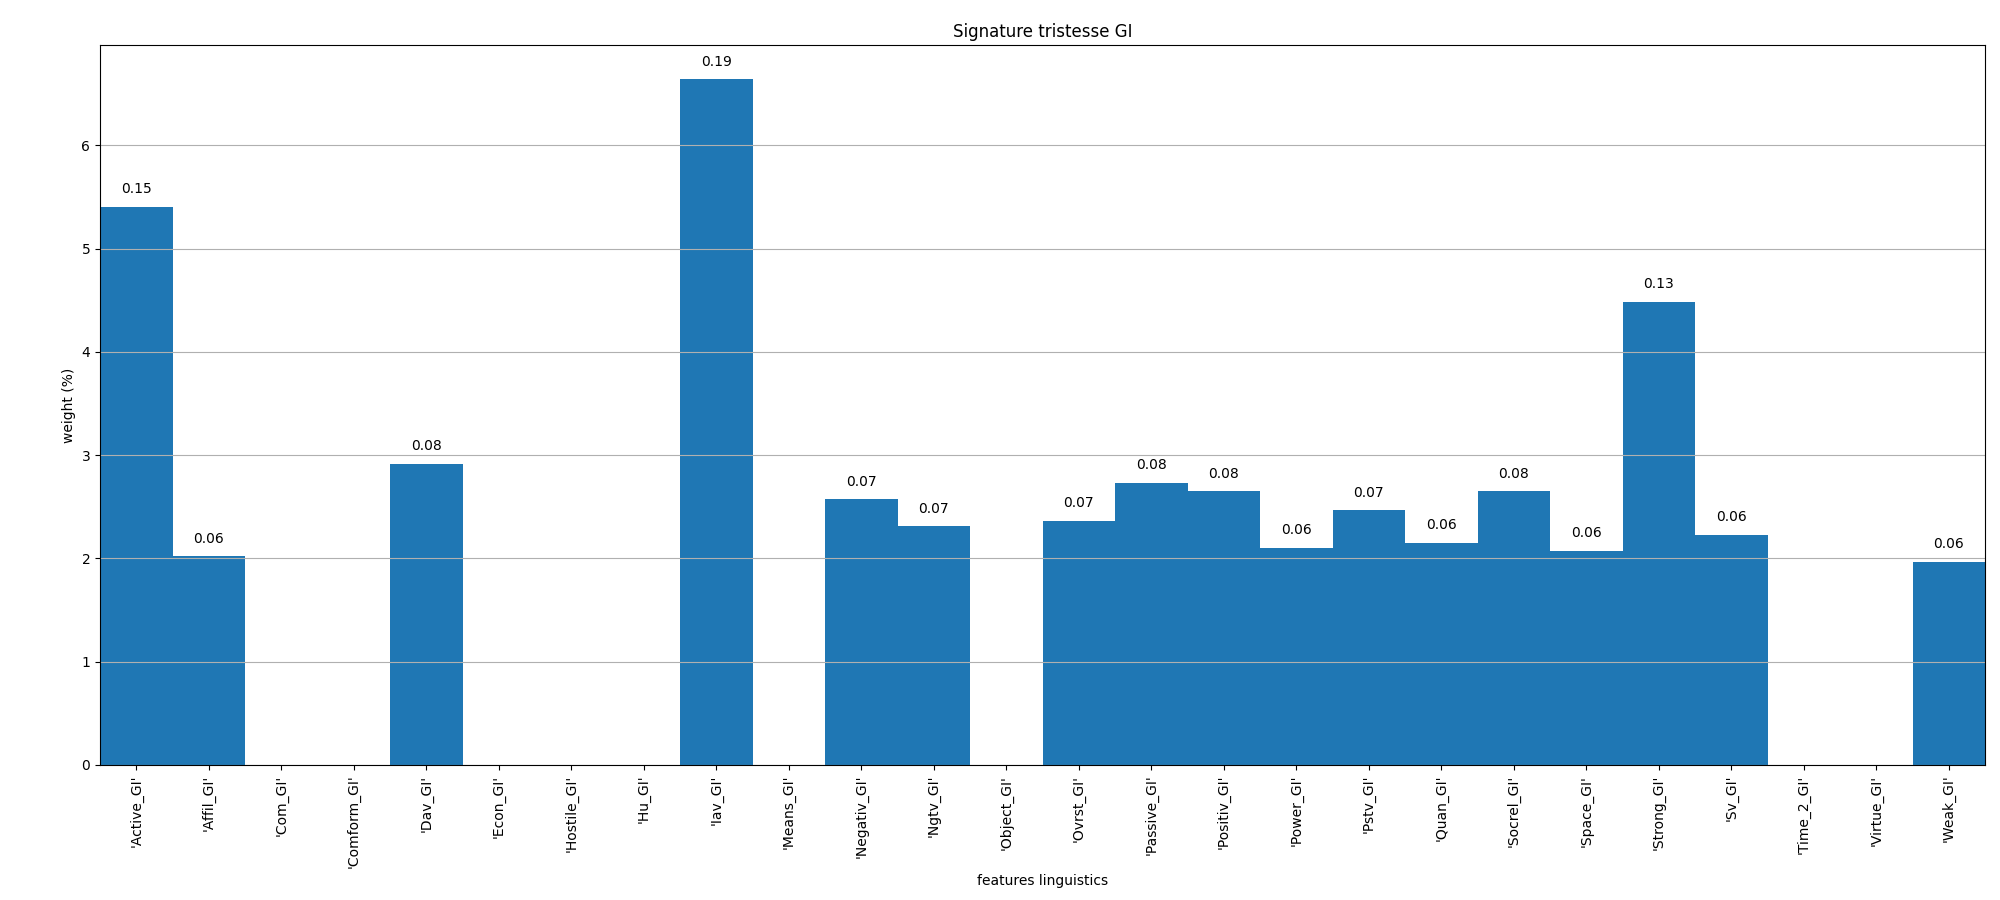 Signature tristesse GI
weight (%)
6
5
4
3
2
1
0
0.15
0.06
0.08
0.19
0.07
0.07
0.07
0.08
0.08
0.06
0.07
0.06
0.08
0.06
0.13
0.06
0.06
'Active_GI'
'Affil_GI'
'Com_GI'
'Comform_GI'
'Dav_GI'
'Econ_GI'
'Hostile_GI'
'Hu_GI'
'Iav_GI'
'Means_GI'
'Negativ_GI'
'Ngtv_GI'
'Object_GI'
'Ovrst_GI'
'Passive_GI'
'Positiv_GI'
'Power_GI'
'Pstv_GI'
'Quan_GI'
'Socrel_GI'
'Space_GI'
'Strong_GI'
'Sv_GI'
'Time_2_GI'
'Virtue_GI'
'Weak_GI'
features linguistics